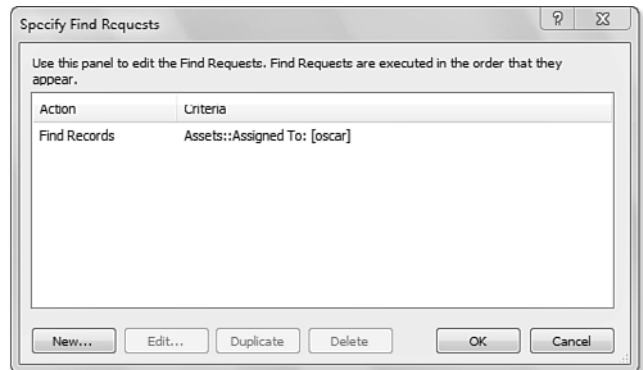 Specify Find Requests
Use this panel to edit the Find Requests. Find Requests are executed in the order that they
appear.
Action Criteria
Find Records Assets::Assigned To: [oscar]
New... Edit... Duplicate Delete OK Cancel